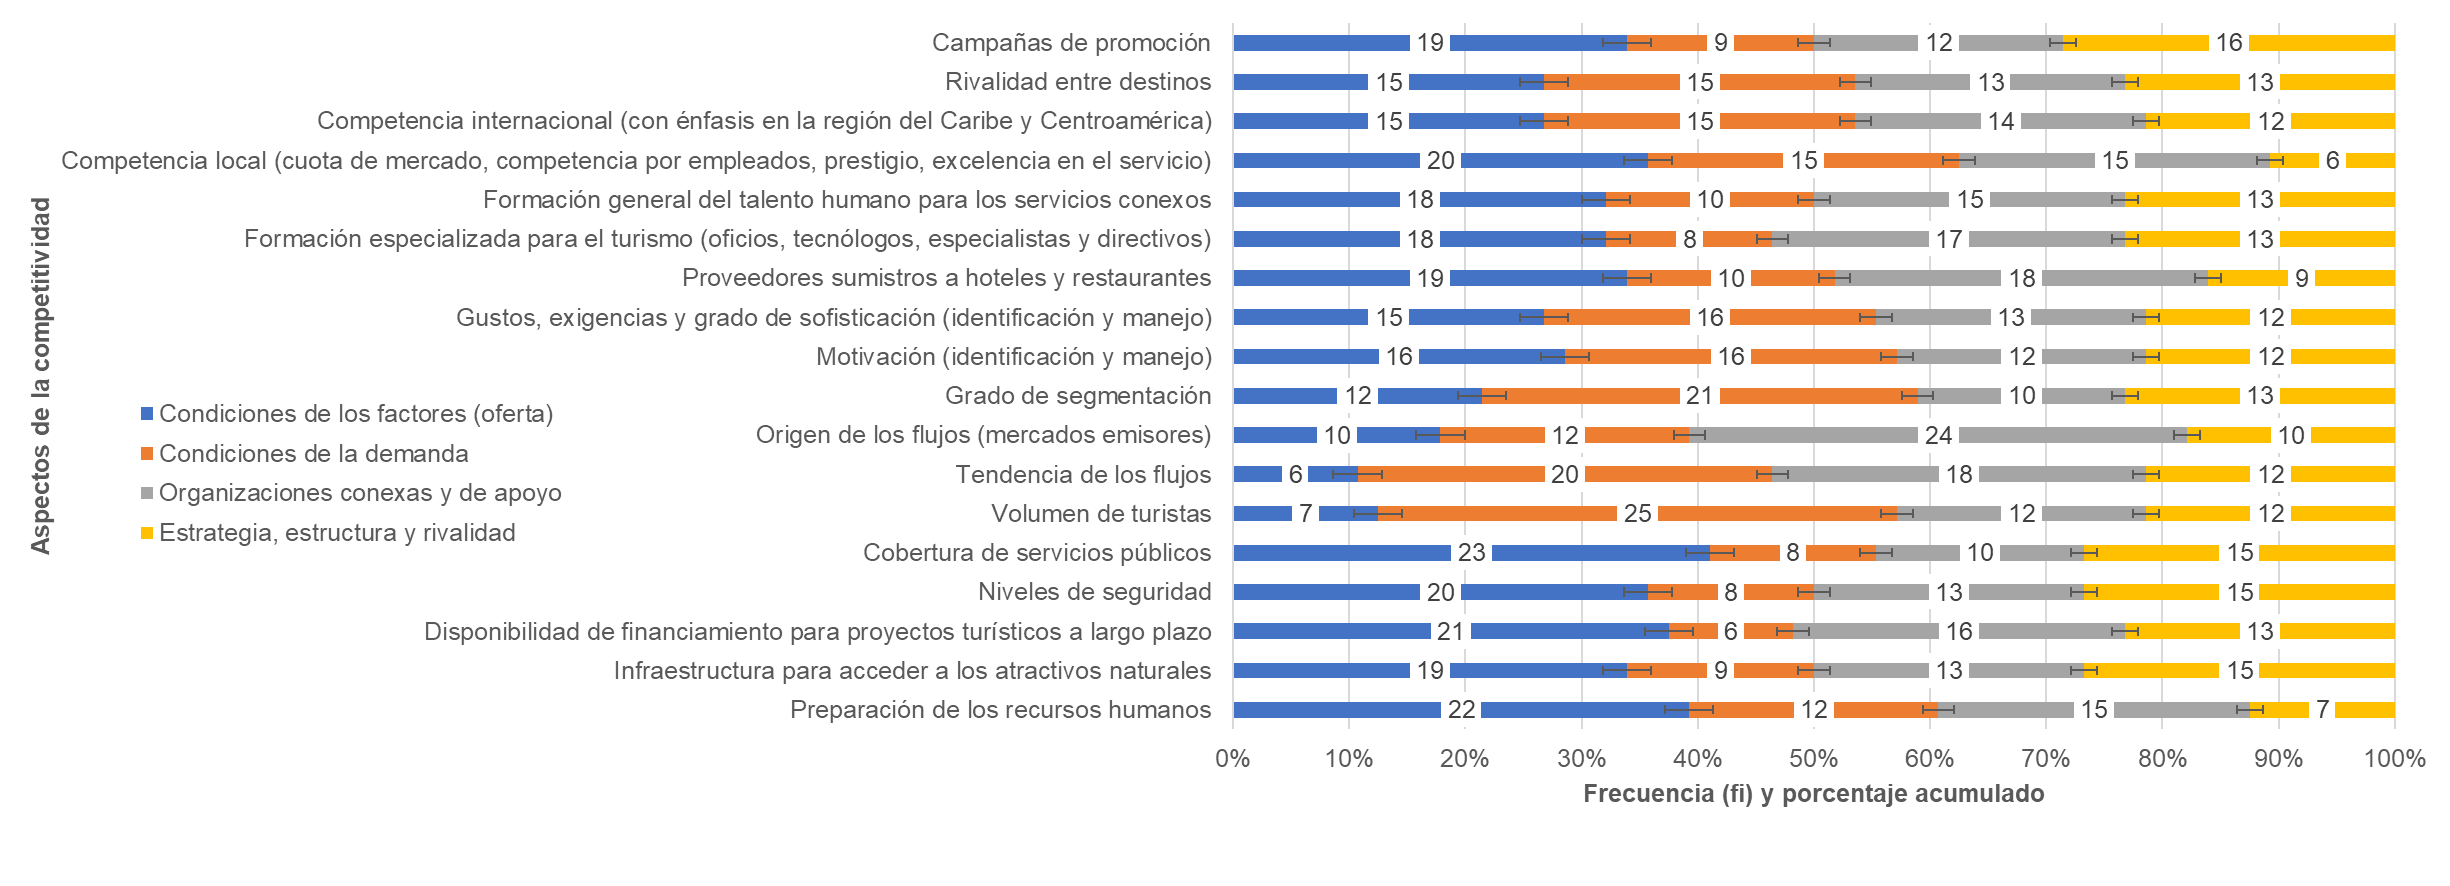 Campañas de promoción 19 9 12 16
Rivalidad entre destinos 15 15 13 13
Competencia internacional (con énfasis en la región del Caribe y Centroamérica) 15 15 14 12
Competencia local (cuota de mercado, competencia por empleados, prestigio, excelencia en el servicio) 20 15 15 6
Formación general del talento humano para los servicios conexos 18 10 15 13
Formación especializada para el turismo (oficios, tecnólogos, especialistas y directivos) 18 8 17 13
Proveedores sumistros a hoteles y restaurantes 19 10 18 9
Gustos, exigencias y grado de sofisticación (identificación y manejo) 15 16 13 12
Motivación (identificación y manejo) 16 16 12 12
Grado de segmentación 12 21 10 13
Origen de los flujos (mercados emisores) 10 12 24 10
Tendencia de los flujos 6 20 18 12
Volumen de turistas 7 25 12 12
Cobertura de servicios públicos 23 8 10 15
Niveles de seguridad 20 8 13 15
Disponibilidad de financiamiento para proyectos turísticos a largo plazo 21 6 16 13
Infraestructura para acceder a los atractivos naturales 19 9 13 15
Preparación de los recursos humanos 22 12 15 7
0% 10% 20% 30% 40% 50% 60% 70% 80% 90% 100%
Frecuencia (fi) y porcentaje acumulado
Aspectos de la competitividad
Condiciones de los factores (oferta)
Condiciones de la demanda
Organizaciones conexas y de apoyo
Estrategia, estructura y rivalidad